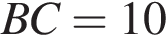 BC = 10